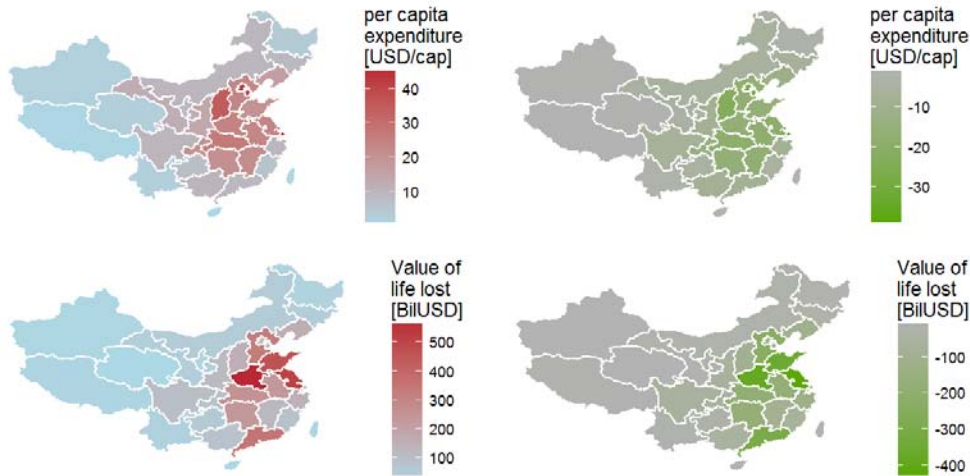 per capita
expenditure
[USD/cap]
40
30
20
10
per capita
expenditure
[USD/cap]
-10
-20
-30
Value of
life lost
[BilUSD]
500
400
300
200
100
Value of
life lost
[BilUSD]
-100
-200
-300
-400